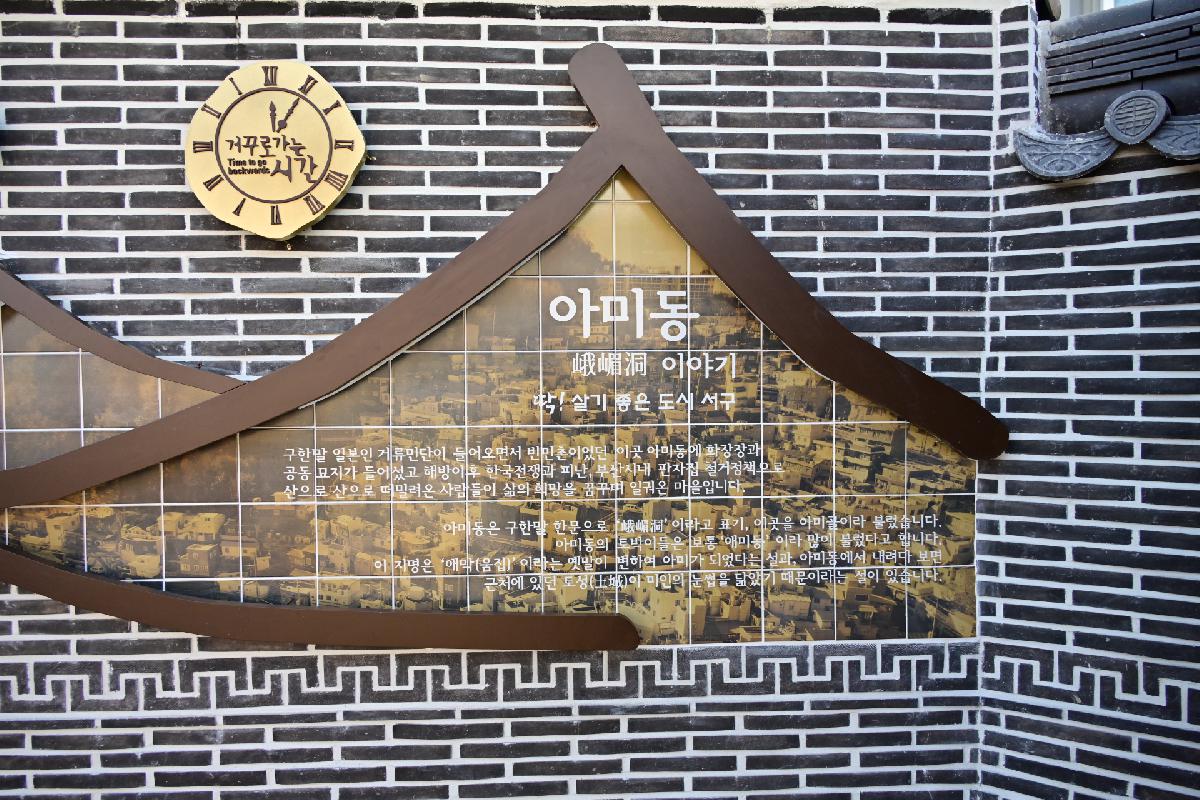 거꾸로가는
Time to go
backwards
시간
아미동
峨嵋洞 이야기
딱! 살기 좋은 도시 서구
구한말 일본인 거류민단이 들어오면서 빈민촌이었던 이곳 아미동에 화장장과
공동 묘지가 들어섰고 해방이후 한국전쟁과 피난, 부산시내 판자집 철거정책으로
산으로 산으로 떠밀려온 사람들이 삶의 희망을 꿈꾸며 일궈온 마을입니다.
아미동은 구한말 한문으로 '峨嵋洞' 이라고 표기, 이곳을 아미골이라 불렀습니다.
아미동의 토박이들은 보통 '애미동' 이라 많이 불렀다고 합니다.
이 지명은 '애막(움집)' 이라는 옛말이 변하여 아미가 되었다는 설과, 아미동에서 내려다 보면
근처에 있던 토성(土城)이 미인의 눈썹을 닮았기 때문이래는 설이 있습니다.